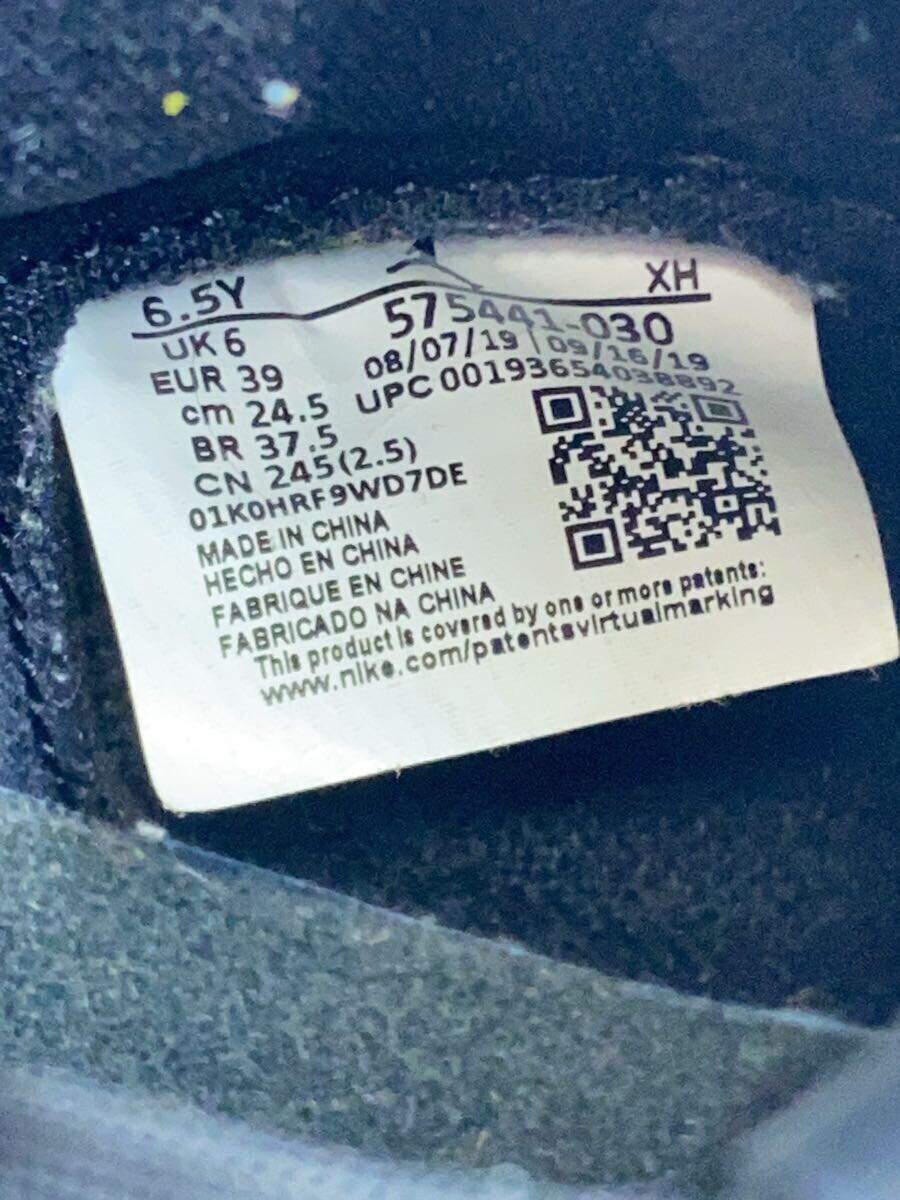 6.5Y XH
UK 6 575441-030
EUR 39 08/07/19 | 09/16/19
cm 24.5 UPC 00193654038892
BR 37.5
CN 245(2.5)
01K0HRF9WD7DE
MADE IN CHINA
HECHO EN CHINA
FABRIQUE EN CHINE
FABRICADO NA CHINA
This product is covered by one or more patents:
www.nike.com/patentsvirtualmarking